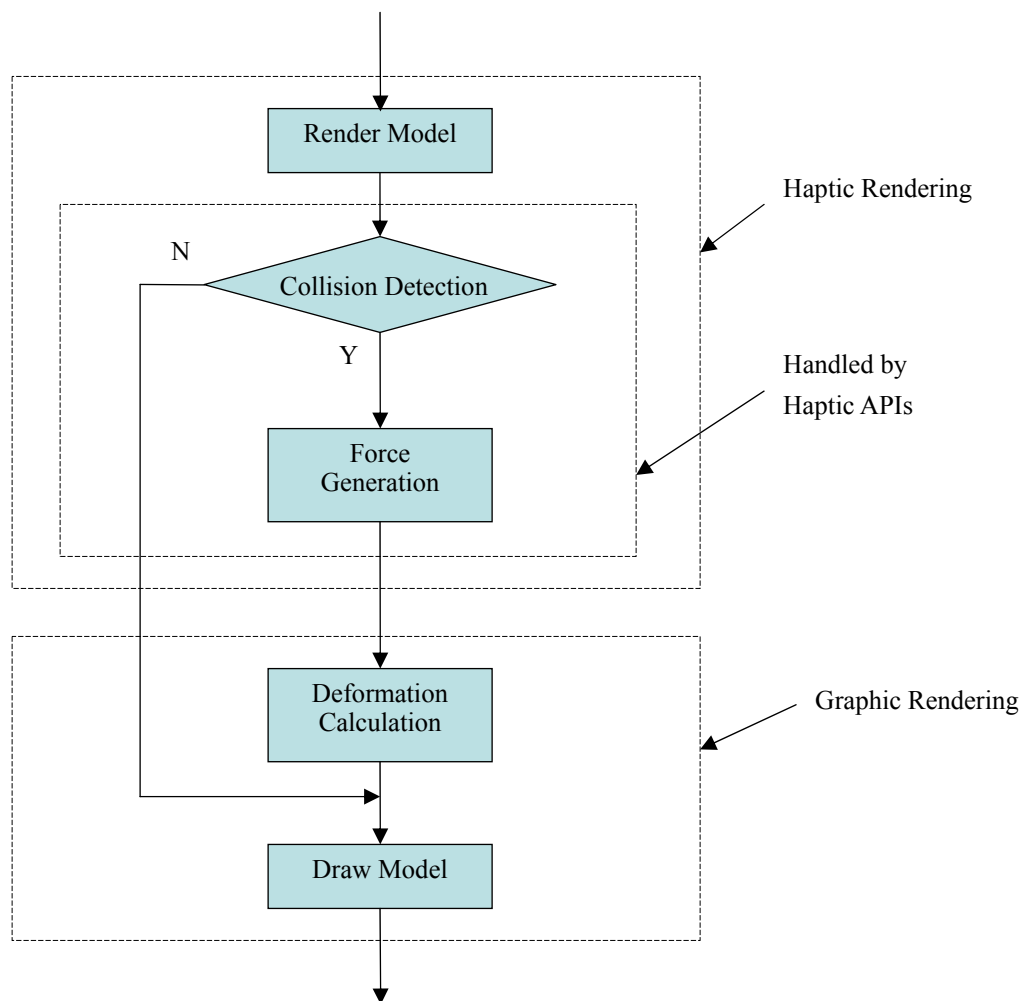 Render Model
Haptic Rendering
N
Collision Detection
Y
Handled by
Haptic APIs
Force
Generation
Deformation
Calculation
Graphic Rendering
Draw Model